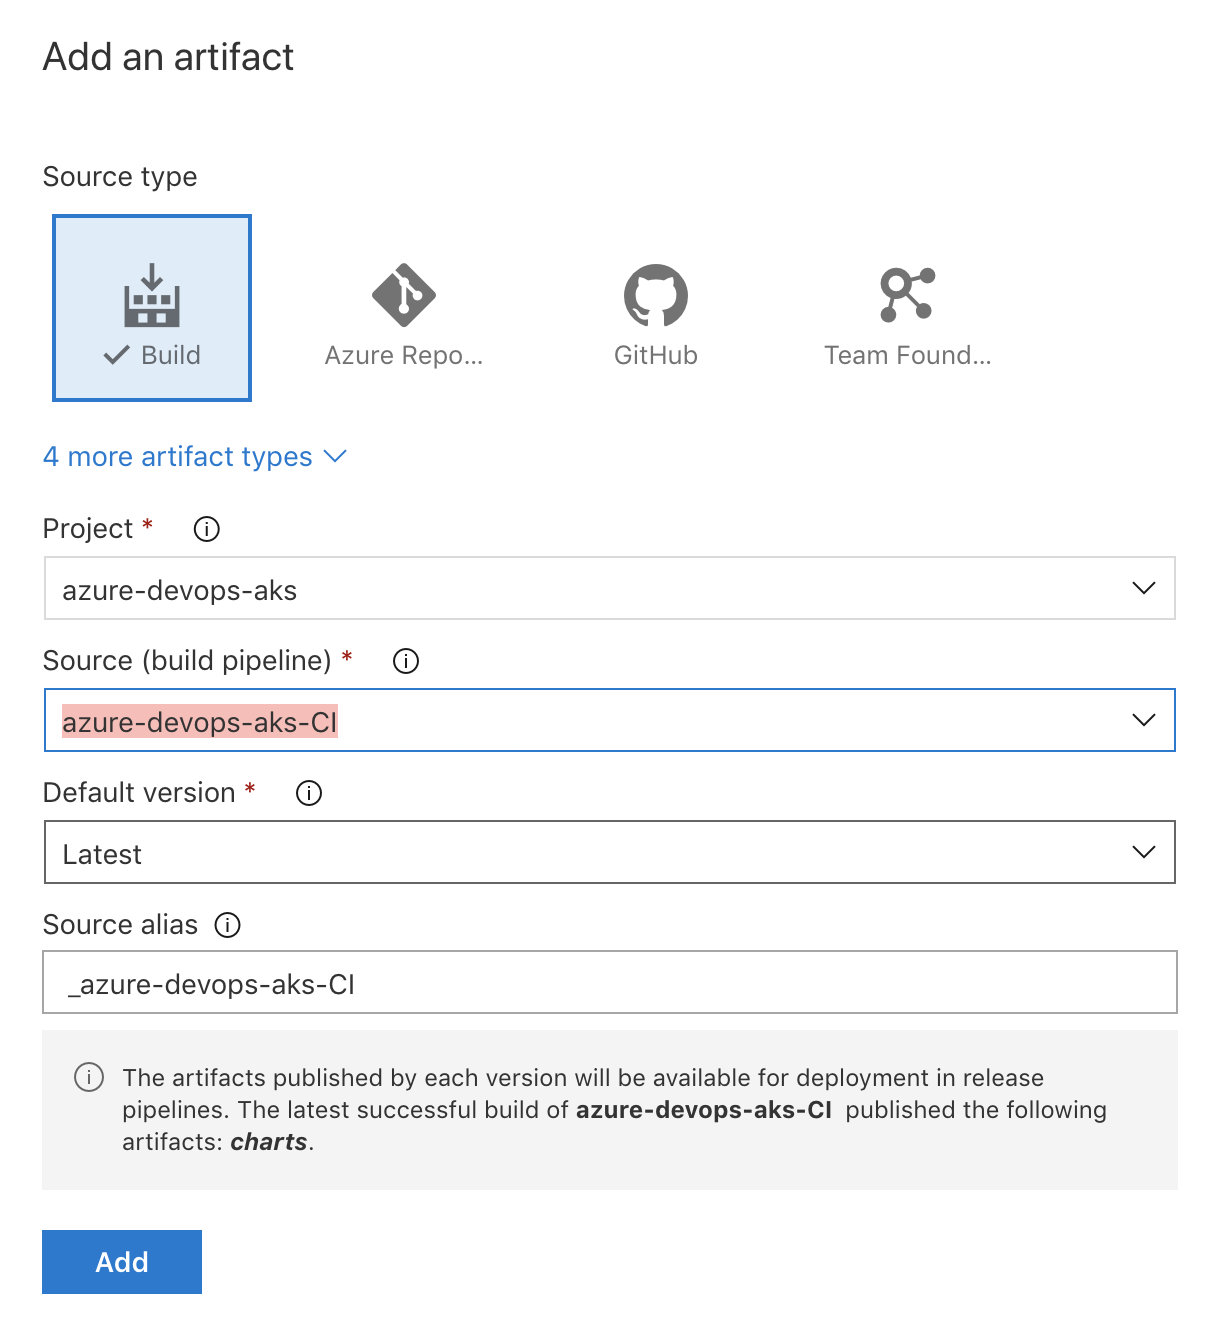 Add an artifact
Source type
Build
Azure Repo...
GitHub
Team Found...
4 more artifact types
Project *
azure-devops-aks
Source (build pipeline) *
azure-devops-aks-CI
Default version *
Latest
Source alias
_azure-devops-aks-CI
The artifacts published by each version will be available for deployment in release
pipelines. The latest successful build of azure-devops-aks-CI published the following
artifacts: charts.
Add